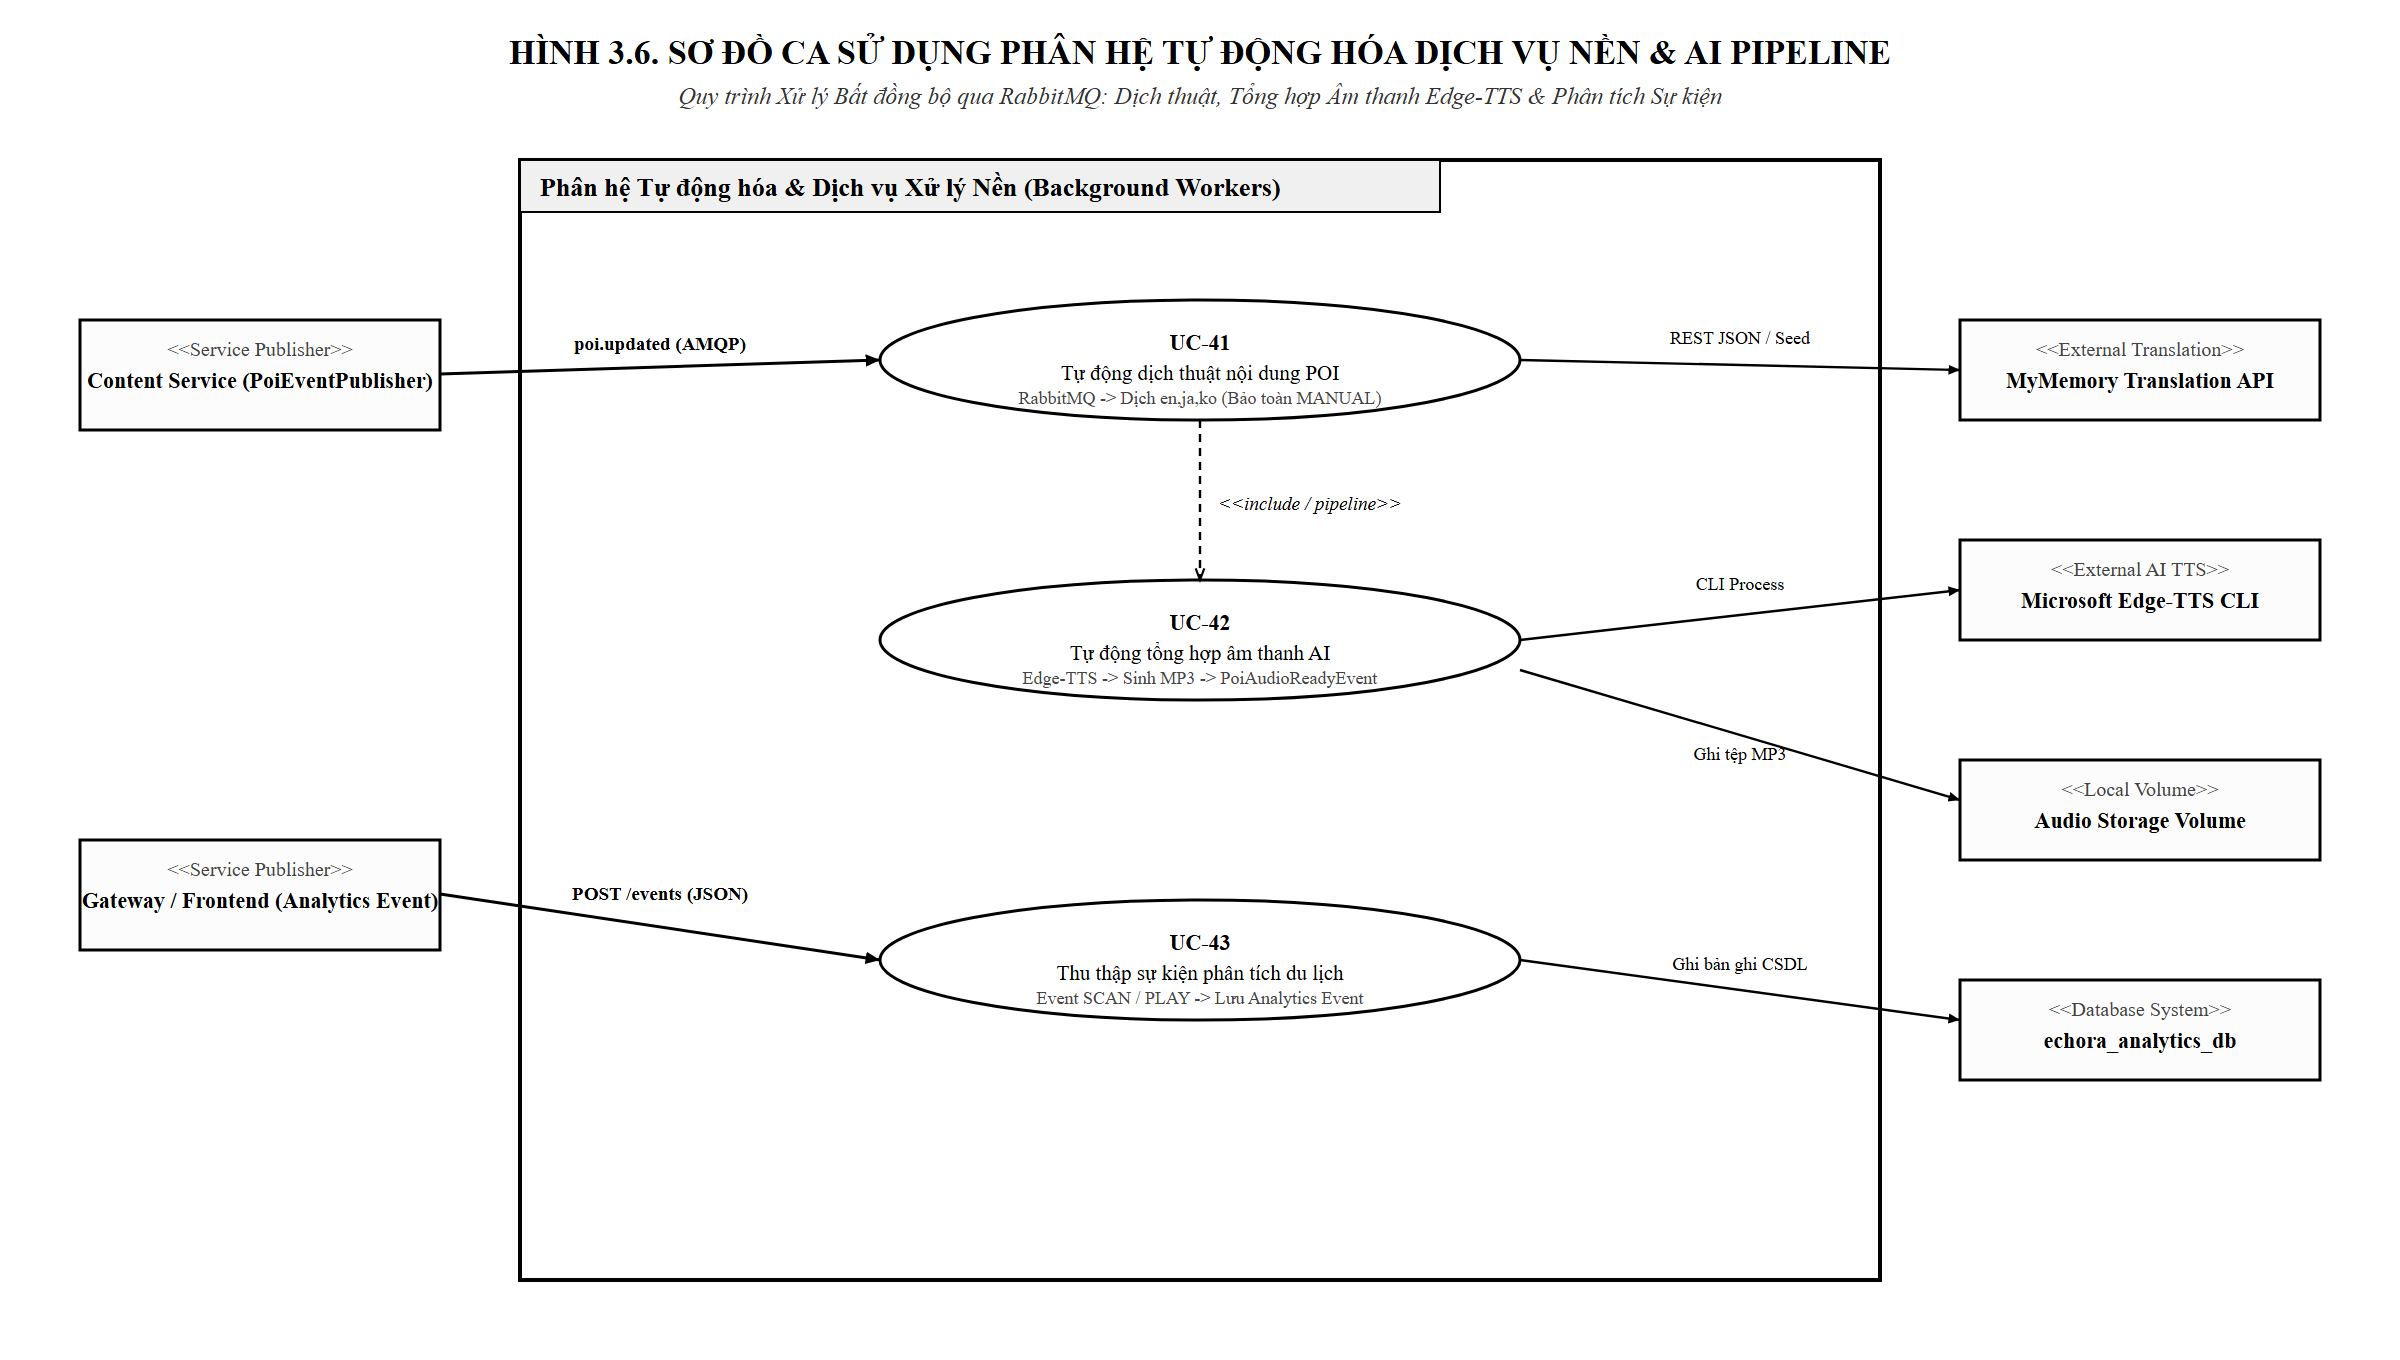 HÌNH 3.6. SƠ ĐỒ CA SỬ DỤNG PHÂN HỆ TỰ ĐỘNG HÓA DỊCH VỤ NỀN & AI PIPELINE
Quy trình Xử lý Bất đồng bộ qua RabbitMQ: Dịch thuật, Tổng hợp Âm thanh Edge-TTS & Phân tích Sự kiện
Phân hệ Tự động hóa & Dịch vụ Xử lý Nền (Background Workers)
<<Service Publisher>>
Content Service (PoiEventPublisher)
poi.updated (AMQP)
UC-41
Tự động dịch thuật nội dung POI
RabbitMQ -> Dịch en,ja,ko (Bảo toàn MANUAL)
REST JSON / Seed
<<External Translation>>
MyMemory Translation API
<<include / pipeline>>
UC-42
Tự động tổng hợp âm thanh AI
Edge-TTS -> Sinh MP3 -> PoiAudioReadyEvent
CLI Process
<<External AI TTS>>
Microsoft Edge-TTS CLI
Ghi tệp MP3
<<Local Volume>>
Audio Storage Volume
<<Service Publisher>>
Gateway / Frontend (Analytics Event)
POST /events (JSON)
UC-43
Thu thập sự kiện phân tích du lịch
Event SCAN / PLAY -> Lưu Analytics Event
Ghi bản ghi CSDL
<<Database System>>
echora_analytics_db